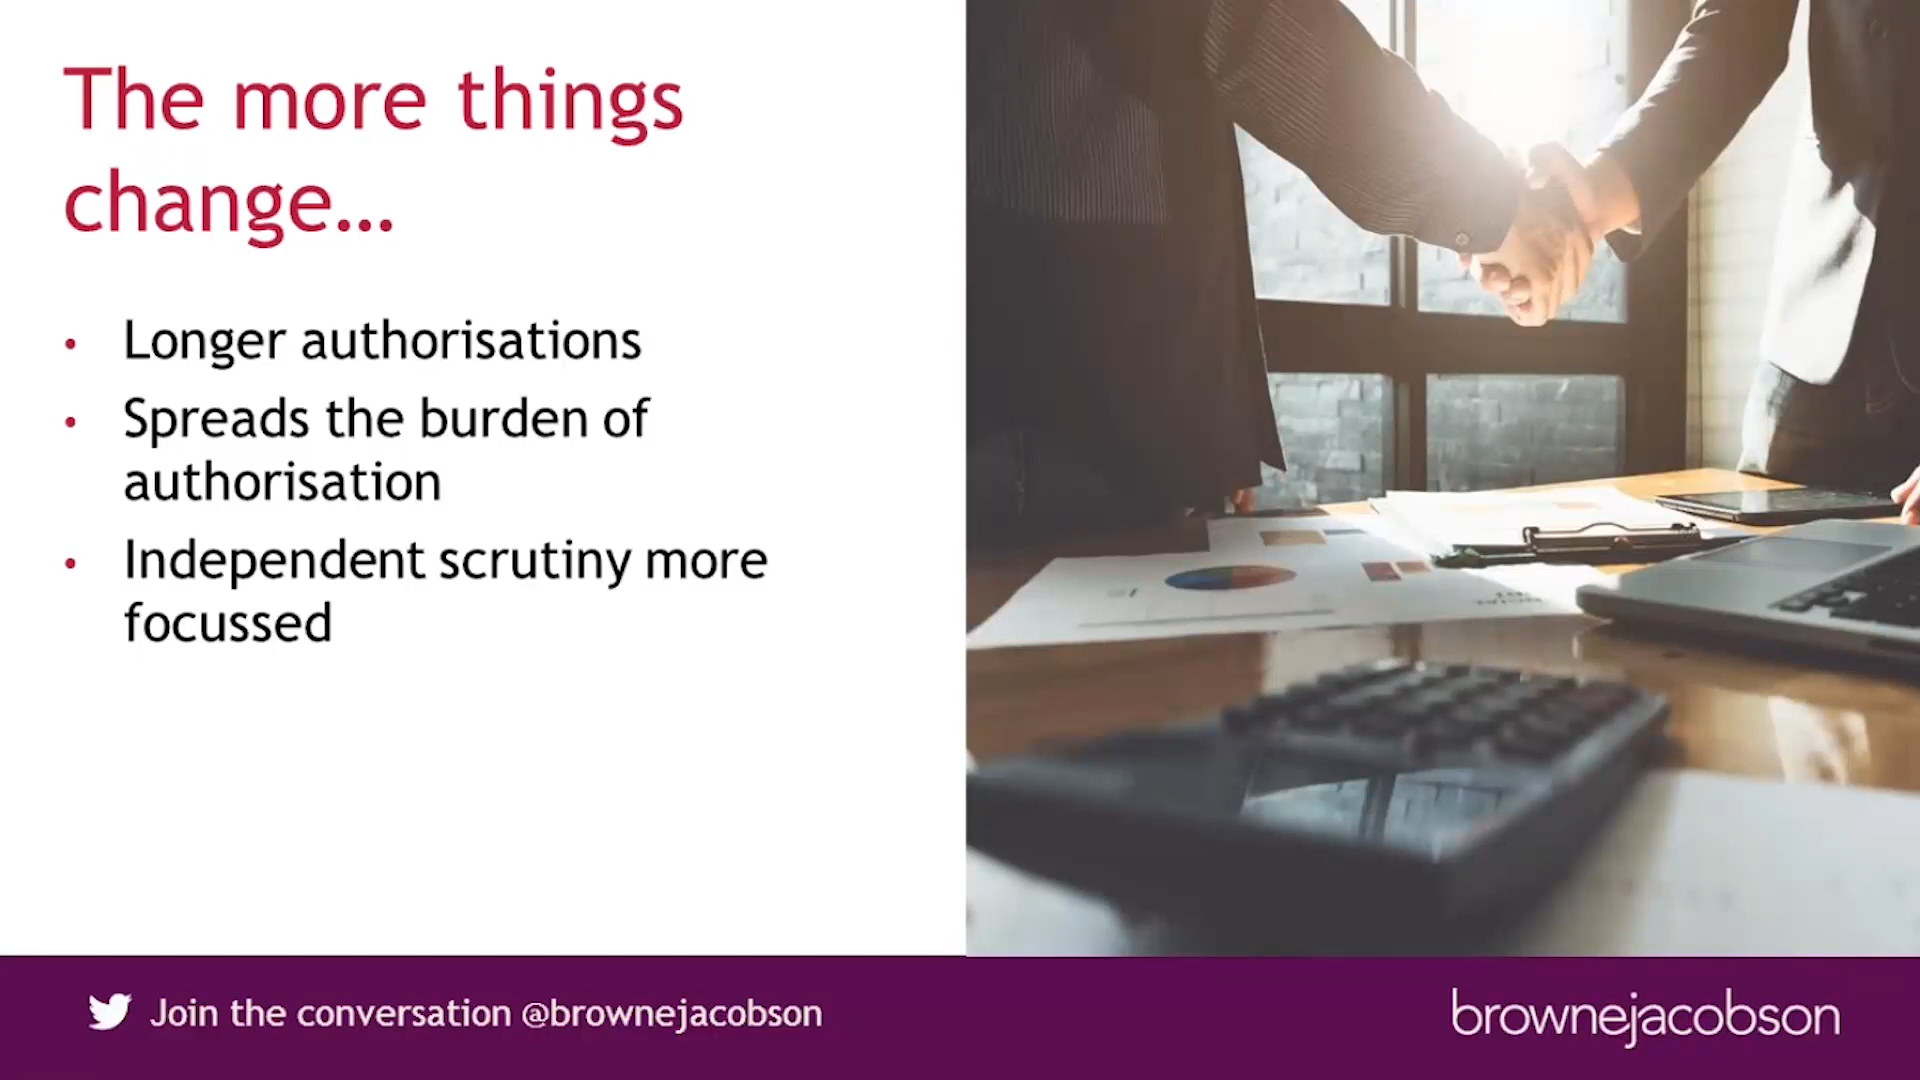 The more things
change...
• Longer authorisations
• Spreads the burden of
authorisation
• Independent scrutiny more
focussed
Join the conversation @brownejacobson
brownejacobson